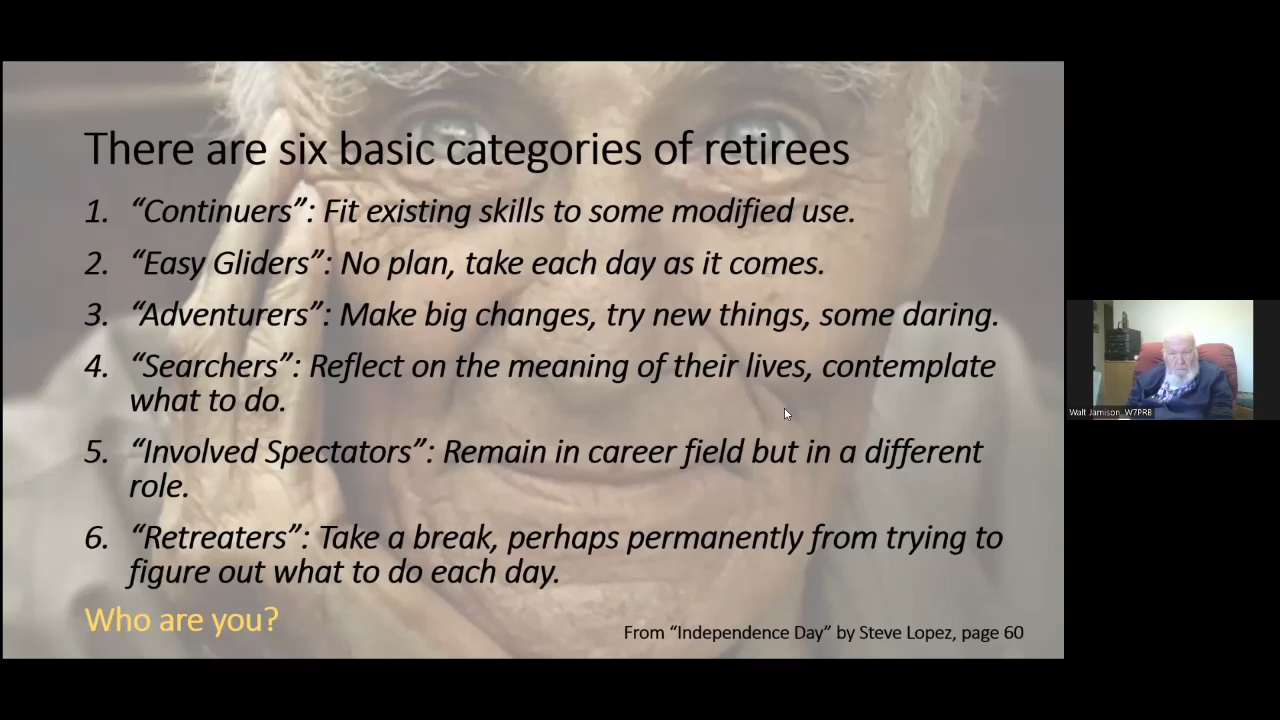 There are six basic categories of retirees
1. “Continuers”: Fit existing skills to some modified use.
2. “Easy Gliders”: No plan, take each day as it comes.
3. “Adventurers”: Make big changes, try new things, some daring.
4. “Searchers”: Reflect on the meaning of their lives, contemplate
what to do.
5. “Involved Spectators”: Remain in career field but in a different
role.
6. “Retreaters”: Take a break, perhaps permanently from trying to
figure out what to do each day.
Who are you?
From “Independence Day” by Steve Lopez, page 60
Walt Jamison_W7PRB